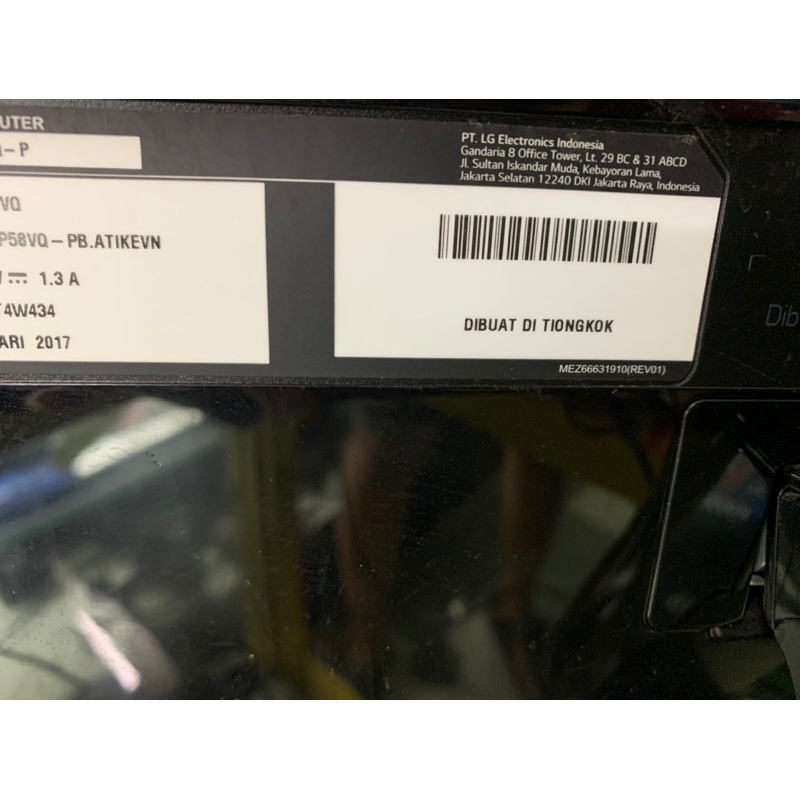 UTER
-P
PT. LG Electronics Indonesia
Gandaria 8 Office Tower, Lt. 29 BC & 31 ABCD
Jl. Sultan Iskandar Muda, Kebayoran Lama,
Jakarta Selatan 12240 DKI Jakarta Raya, Indonesia
VQ
P58VQ-PB.ATIKEVN
1.3 A
4W434
ARI 2017
DIBUAT DI TIONGKOK
MEZ66631910(REV01)
Dib